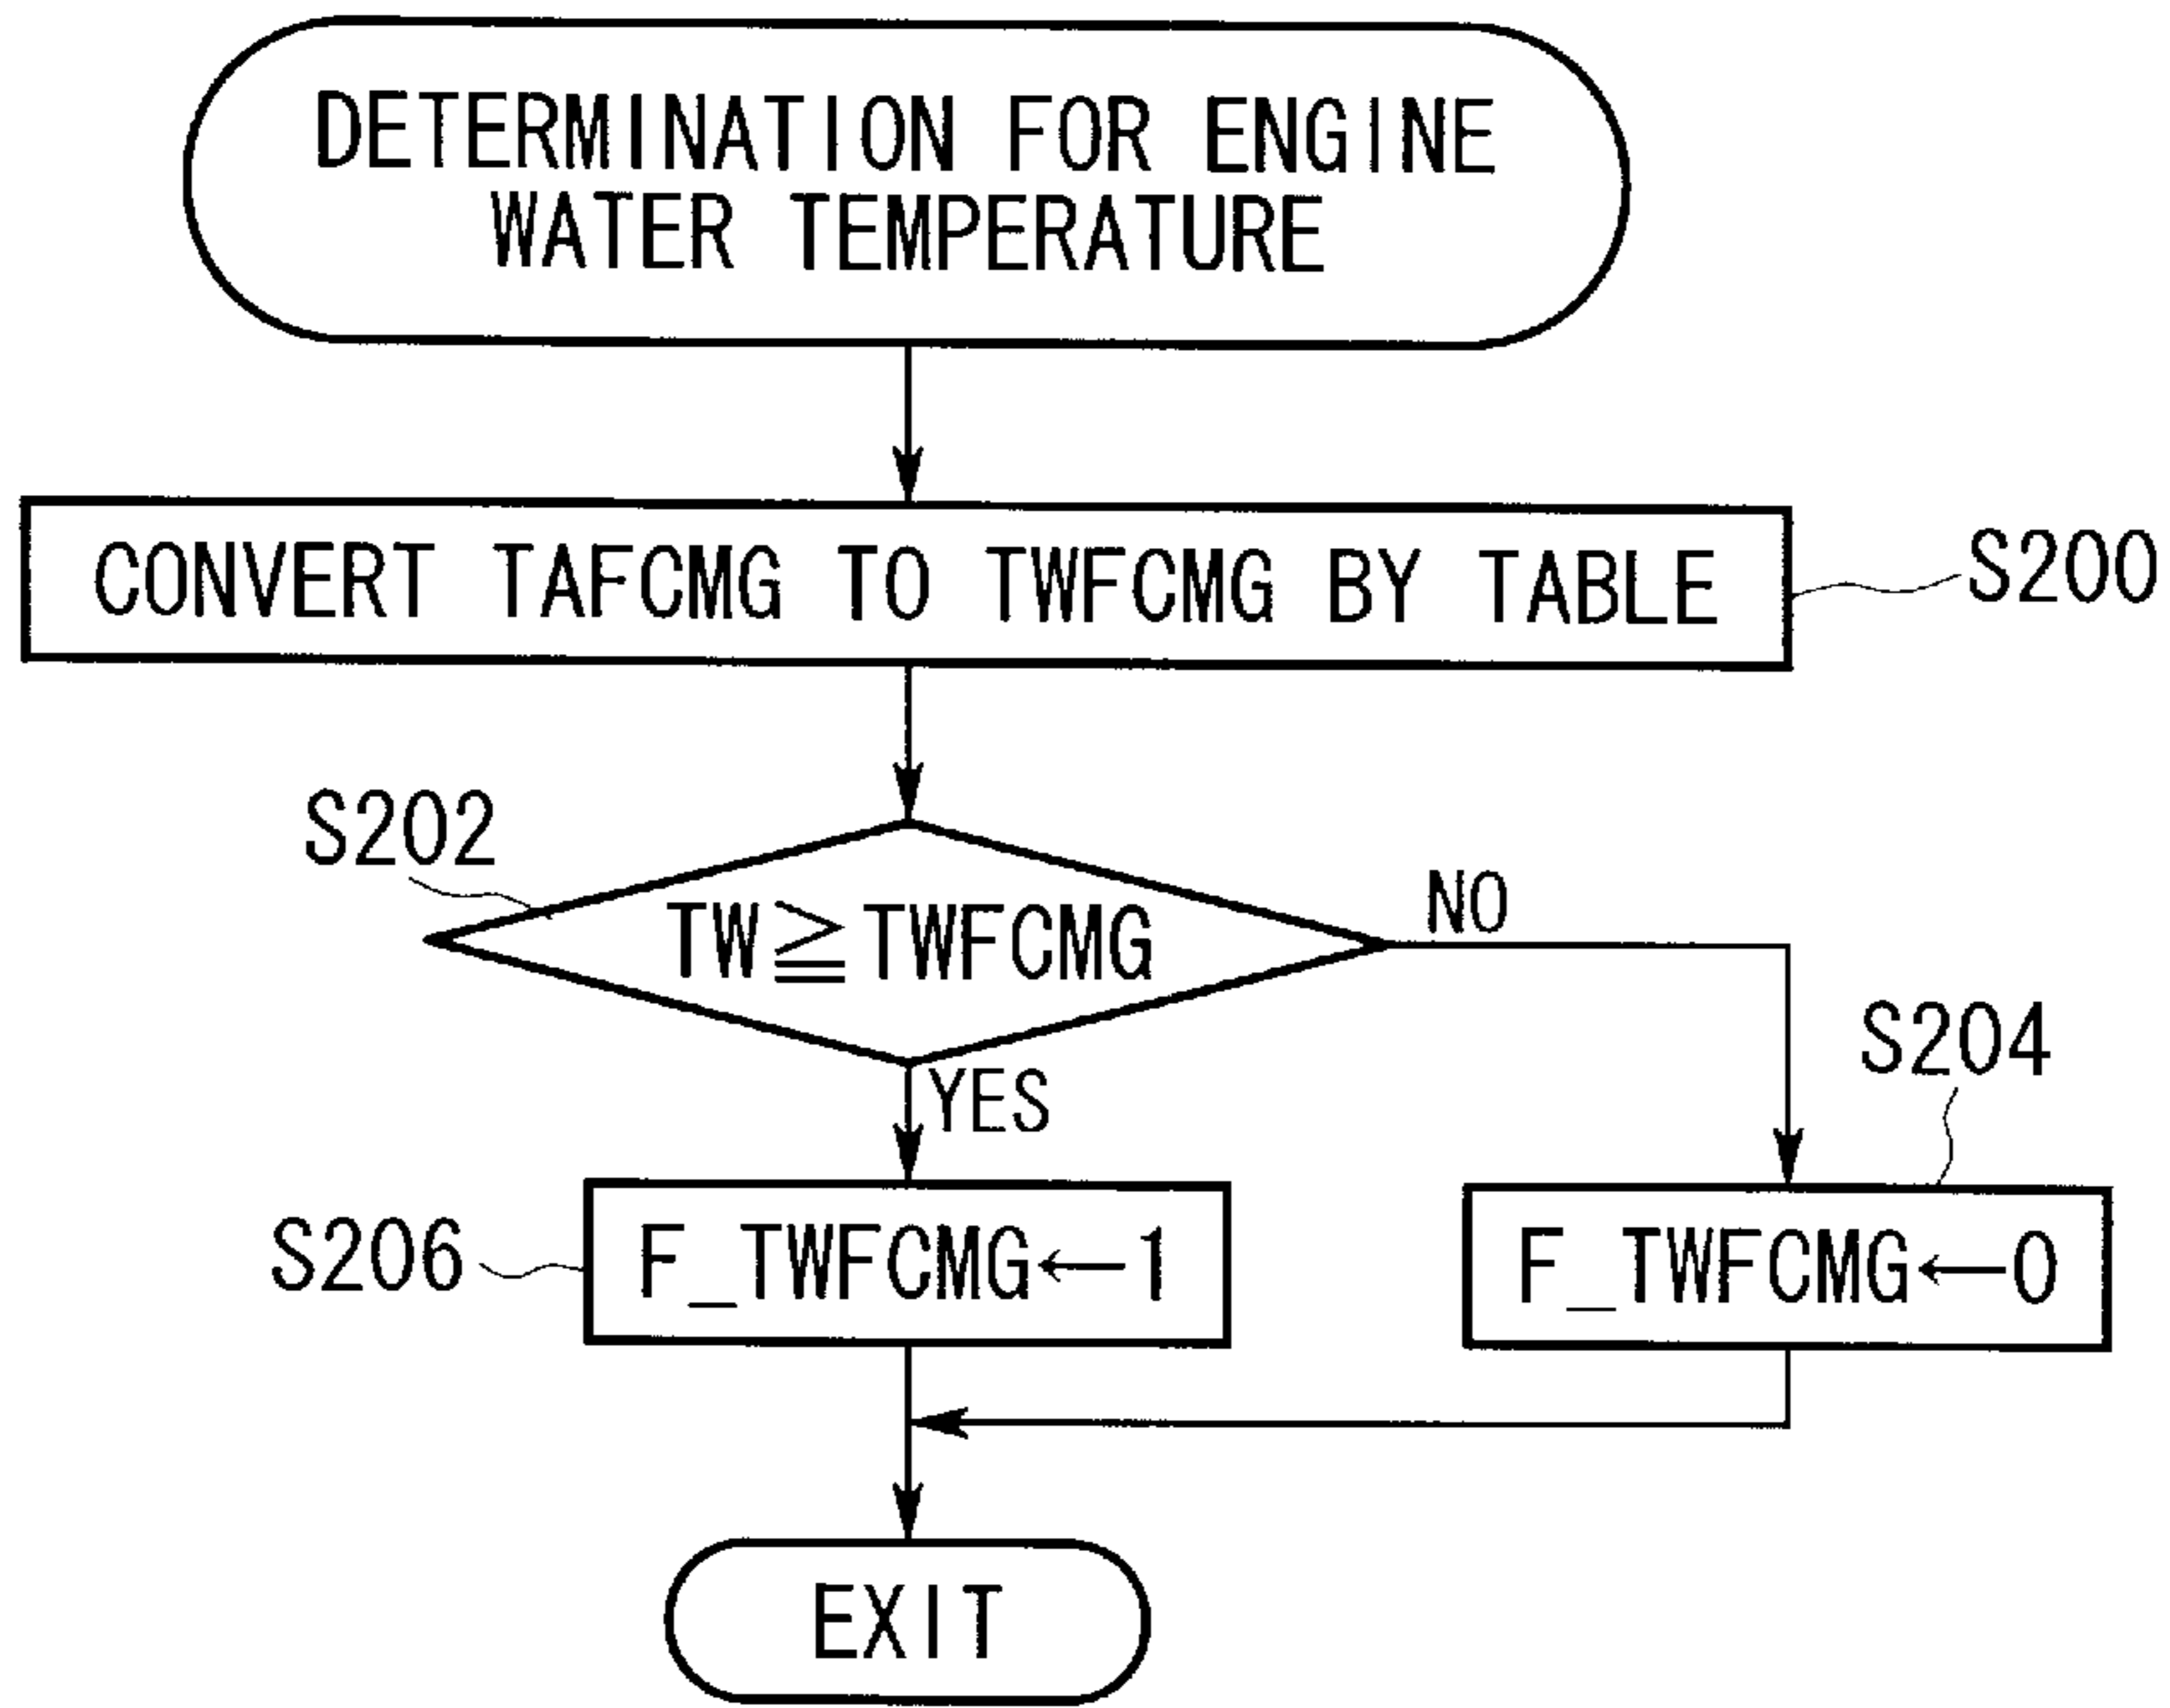 DETERMINATION FOR ENGINE
WATER TEMPERATURE
CONVERT TAFCMG TO TWFCMG BY TABLE
S200
S202
TW≧TWFCMG
NO
YES
S204
S206
F_TWFCMG←1
F_TWFCMG←0
EXIT